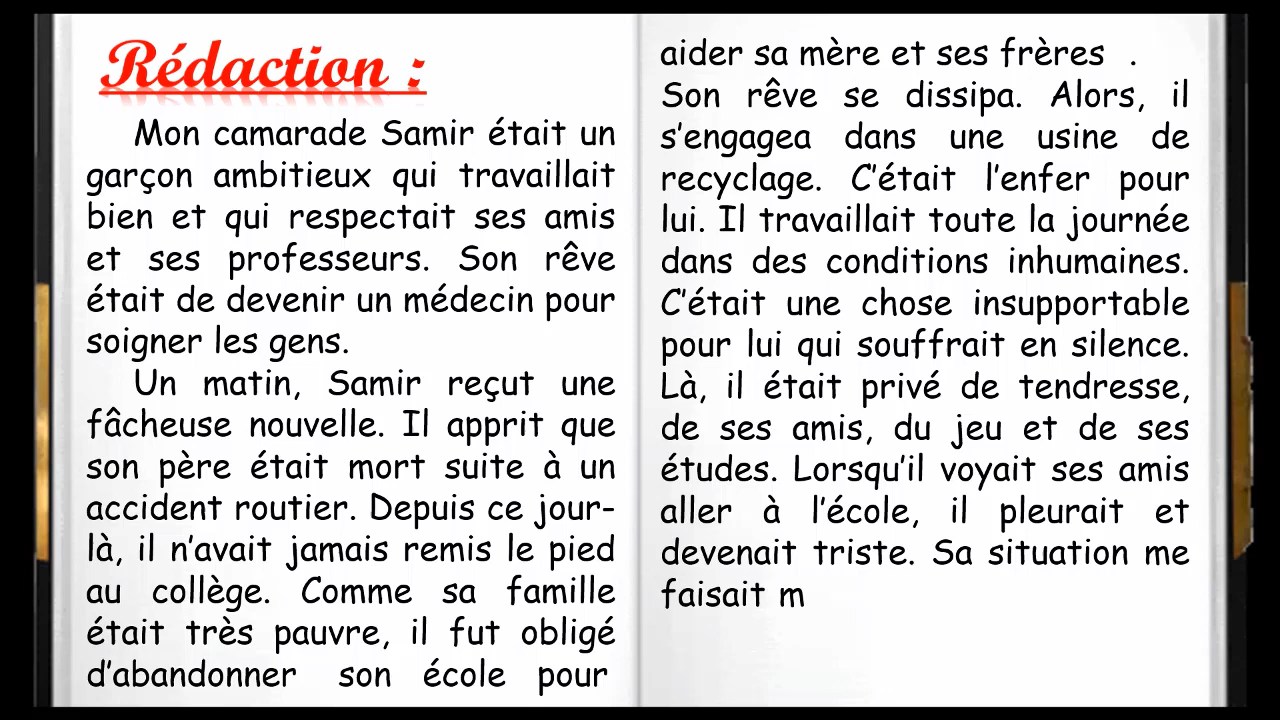 Rédaction :
Mon camarade Samir était un
garçon ambitieux qui travaillait
bien et qui respectait ses amis
et ses professeurs. Son rêve
était de devenir un médecin pour
soigner les gens.
Un matin, Samir reçut une
fâcheuse nouvelle. Il apprit que
son père était mort suite à un
accident routier. Depuis ce jour-
là, il n'avait jamais remis le pied
au collège. Comme sa famille
était très pauvre, il fut obligé
d'abandonner son école pour
aider sa mère et ses frères .
Son rêve se dissipa. Alors, il
s'engagea dans une usine de
recyclage. C'était l'enfer pour
lui. Il travaillait toute la journée
dans des conditions inhumaines.
C'était une chose insupportable
pour lui qui souffrait en silence.
Là, il était privé de tendresse,
de ses amis, du jeu et de ses
études. Lorsqu'il voyait ses amis
aller à l'école, il pleurait et
devenait triste. Sa situation me
faisait m